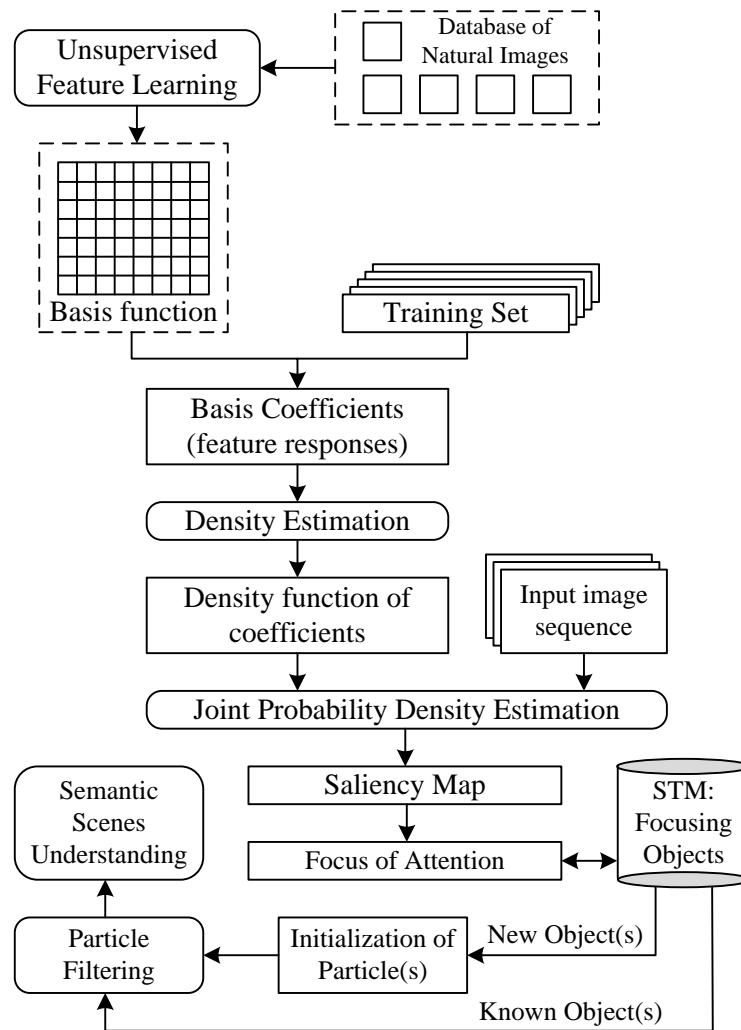 Unsupervised
Feature Learning
Database of
Natural Images
Basis function
Training Set
Basis Coefficients
(feature responses)
Density Estimation
Density function of
coefficients
Input image
sequence
Joint Probability Density Estimation
Saliency Map
Semantic
Scenes
Understanding
STM:
Focusing
Objects
Focus of Attention
Particle
Filtering
Initialization of
Particle(s)
New Object(s)
Known Object(s)